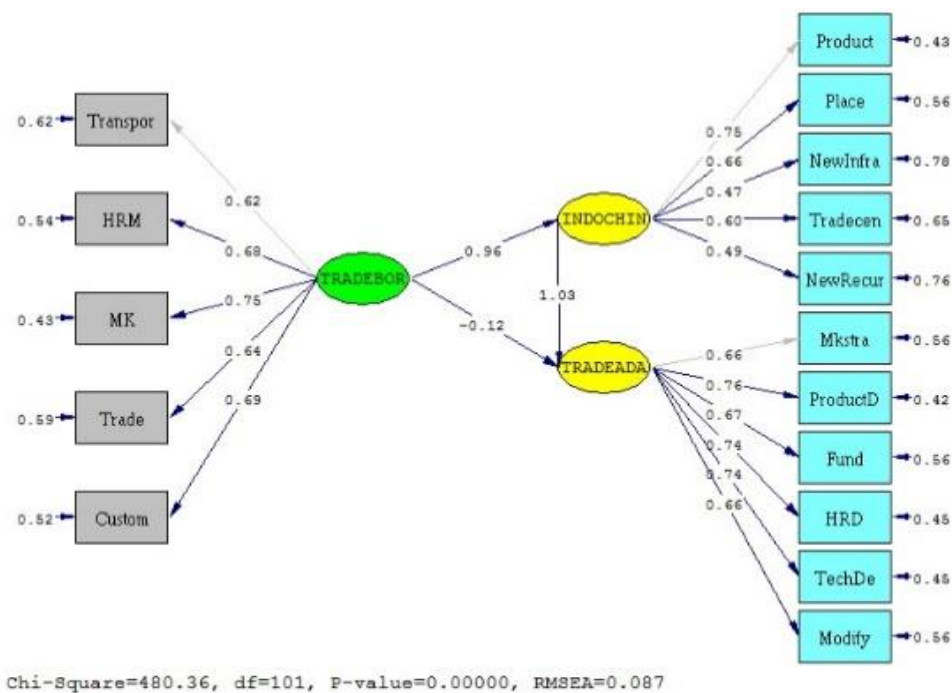 Product
0.43
Place
0.56
0.62
Transpor
0.75
0.66
NewInfra
0.78
0.47
0.62
0.60
Tradecen
0.65
0.54
HRM
INDOCHIN
0.68
0.96
0.49
NewRecur
0.76
TRADEBOR
0.75
1.03
0.43
MK
-0.12
Mkstra
0.56
0.64
0.66
TRADEADA
0.76
ProductD
0.42
0.69
0.67
0.59
Trade
0.74
Fund
0.56
0.74
0.66
0.52
Custom
HRD
0.45
TechDe
0.45
Modify
0.56
Chi-Square=480.36, df=101, P-value=0.00000, RMSEA=0.087